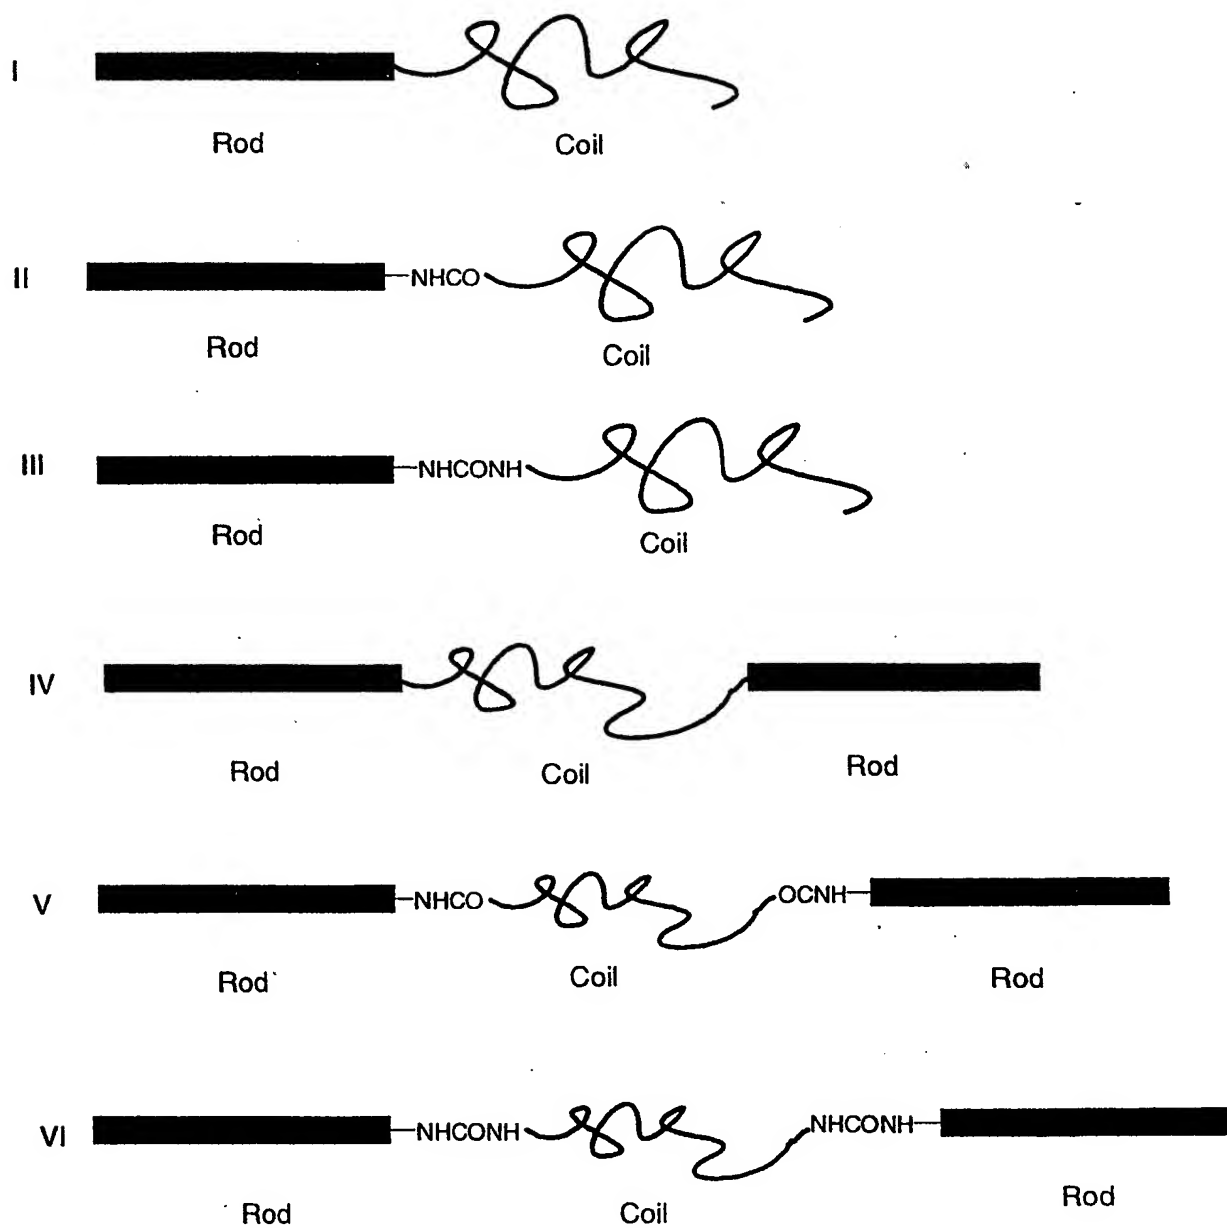 I
Rod Coil
II
NHCO
Rod Coil
III
NHCONH
Rod Coil
IV
Rod Coil Rod
V
NHCO OCNH
Rod Coil Rod
VI
NHCONH NHCONH
Rod Coil Rod